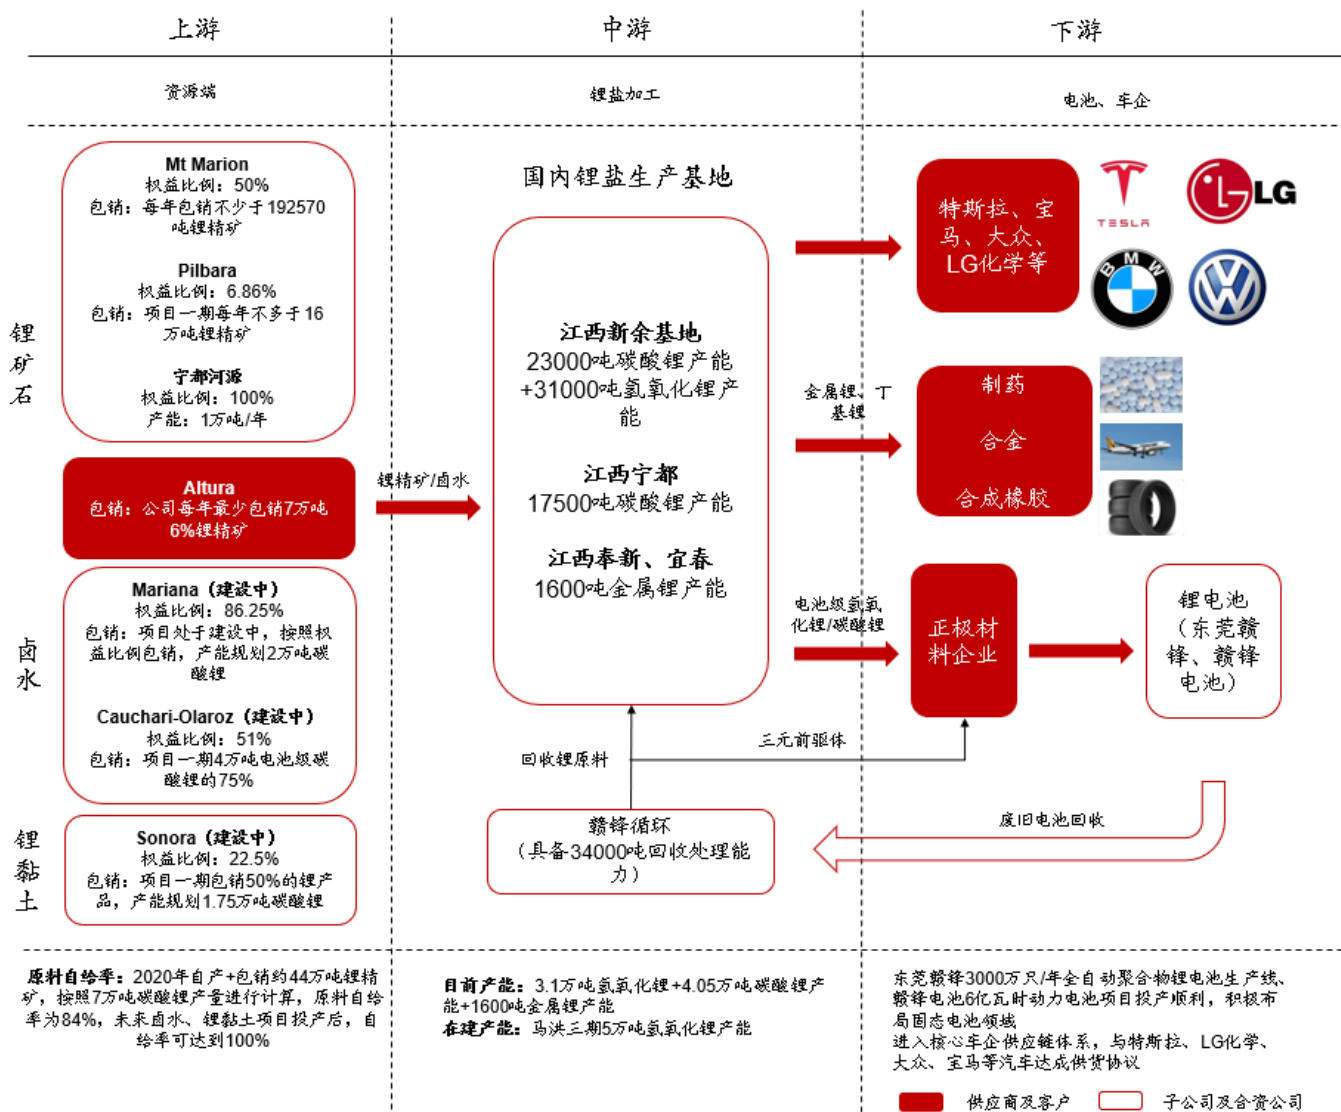 上游
中游
下游
资源端
锂盐加工
电池、车企
锂矿石
Mt Marion
权益比例：50%
包销：每年包销不少于192570
吨锂精矿
Pilbara
权益比例：6.86%
包销：项目一期每年不多于16
万吨锂精矿
宁都河源
权益比例：100%
产能：1万吨/年
Altura
包销：公司每年最少包销7万吨
6%锂精矿
卤水
Mariana（建设中）
权益比例：86.25%
包销：项目处于建设中，按照权
益比例包销，产能规划2万吨碳
酸锂
Cauchari-Olaroz（建设中）
权益比例：51%
包销：项目一期4万吨电池级碳
酸锂的75%
锂黏土
Sonora（建设中）
权益比例：22.5%
包销：项目一期包销50%的锂产
品，产能规划1.75万吨碳酸锂
锂精矿/卤水
国内锂盐生产基地
江西新余基地
23000吨碳酸锂产能
+31000吨氢氧化锂产
能
江西宁都
17500吨碳酸锂产能
江西奉新、宜春
1600吨金属锂产能
回收锂原料
三元前驱体
赣锋循环
（具备34000吨回收处理能
力）
金属锂、丁
基锂
电池级氢氧
化锂/碳酸锂
特斯拉、宝
马、大众、
LG化学等
TESLA
LG
BMW
制药
合金
合成橡胶
正极材
料企业
锂电池
（东莞赣
锋、赣锋
电池）
废旧电池回收
原料自给率：2020年自产+包销约44万吨锂精
矿，按照7万吨碳酸锂产量进行计算，原料自给
率为84%，未来卤水、锂黏土项目投产后，自
给率可达到100%
目前产能：3.1万吨氢氧化锂+4.05万吨碳酸锂产
能+1600吨金属锂产能
在建产能：马洪三期5万吨氢氧化锂产能
东莞赣锋3000万只/年全自动聚合物锂电池生产线、
赣锋电池6亿瓦时动力电池项目投产顺利，积极布
局固态电池领域
进入核心车企供应链体系，与特斯拉、LG化学、
大众、宝马等汽车达成供货协议
供应商及客户
子公司及合资公司